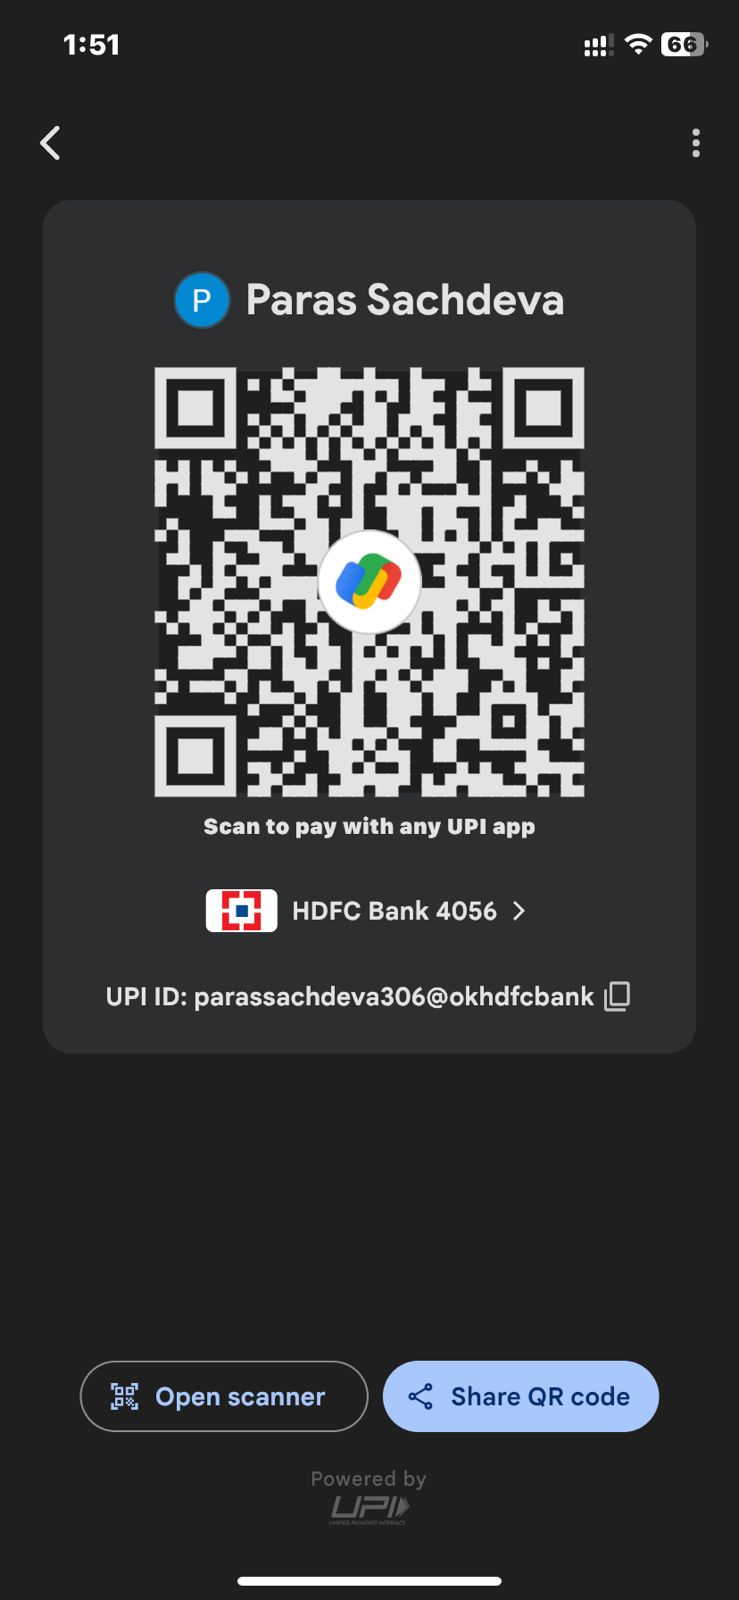 1:51
66
P Paras Sachdeva
Scan to pay with any UPI app
HDFC Bank 4056
UPI ID: parassachdeva306@okhdfcbank
Open scanner
Share QR code
Powered by
UPI
UNIFIED PAYMENTS INTERFACE